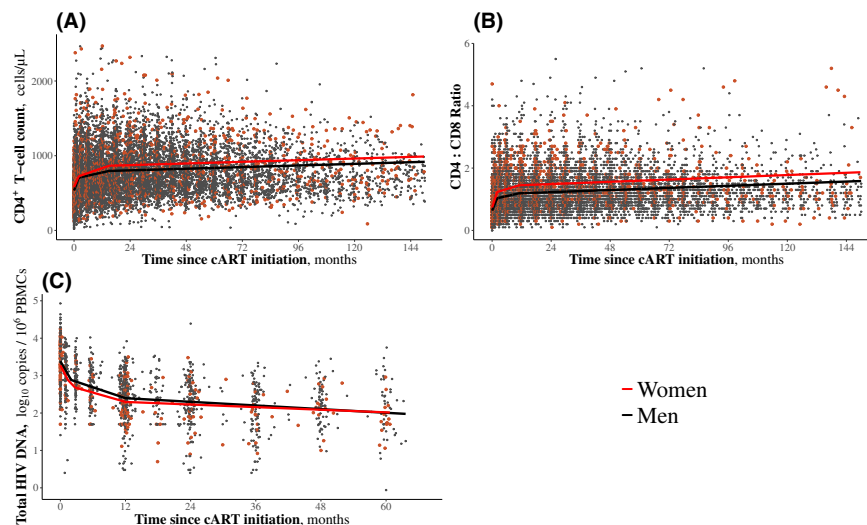 (A)
CD4⁺ T−cell count, cells/μL
2000
1000
0
0 24 48 72 96 120 144
Time since cART initiation, months
(B)
CD4 : CD8 Ratio
6
4
2
0
0 24 48 72 96 120 144
Time since cART initiation, months
(C)
Total HIV DNA, log₁₀ copies / 10⁶ PBMCs
5
4
3
2
1
0
0 12 24 36 48 60
Time since cART initiation, months
Women
Men